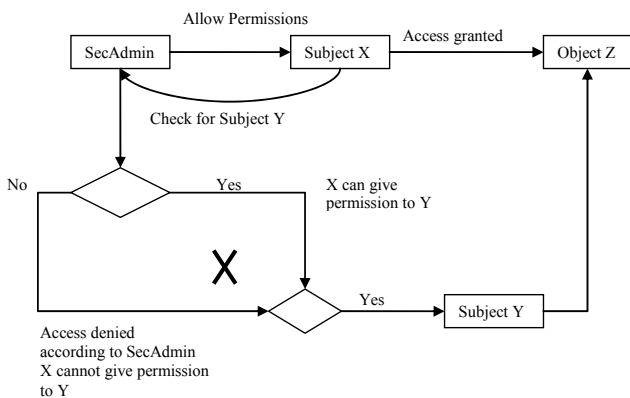 Allow Permissions
SecAdmin
Subject X
Access granted
Object Z
Check for Subject Y
No
Yes
X can give
permission to Y
X
Yes
Subject Y
Access denied
according to SecAdmin
X cannot give permission
to Y